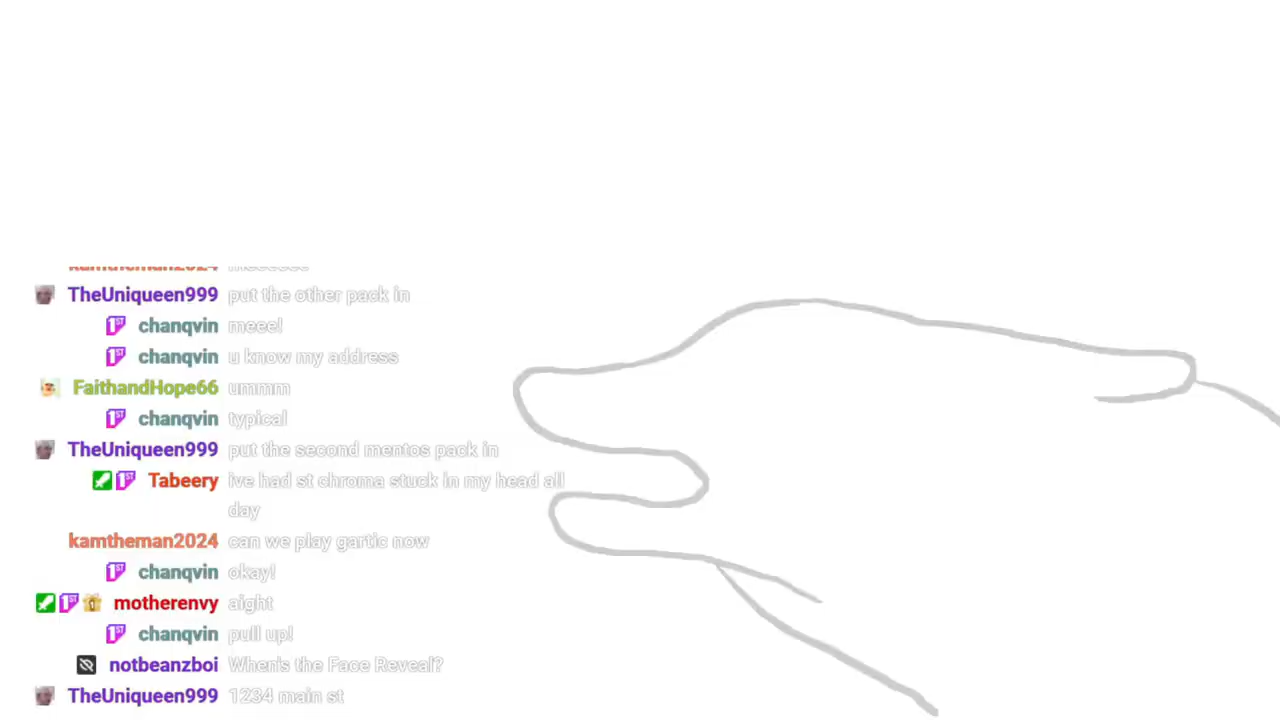 TheUniqueen999 put the other pack in
chanqvin meee!
chanqvin u know my address
FaithandHope66 ummm
chanqvin typical
TheUniqueen999 put the second mentos pack in
Tabeery ive had st chroma stuck in my head all
day
kamtheman2024 can we play gartic now
chanqvin okay!
motherenvy aight
chanqvin pull up!
notbeanzboi When's the Face Reveal?
TheUniqueen999 1234 main st